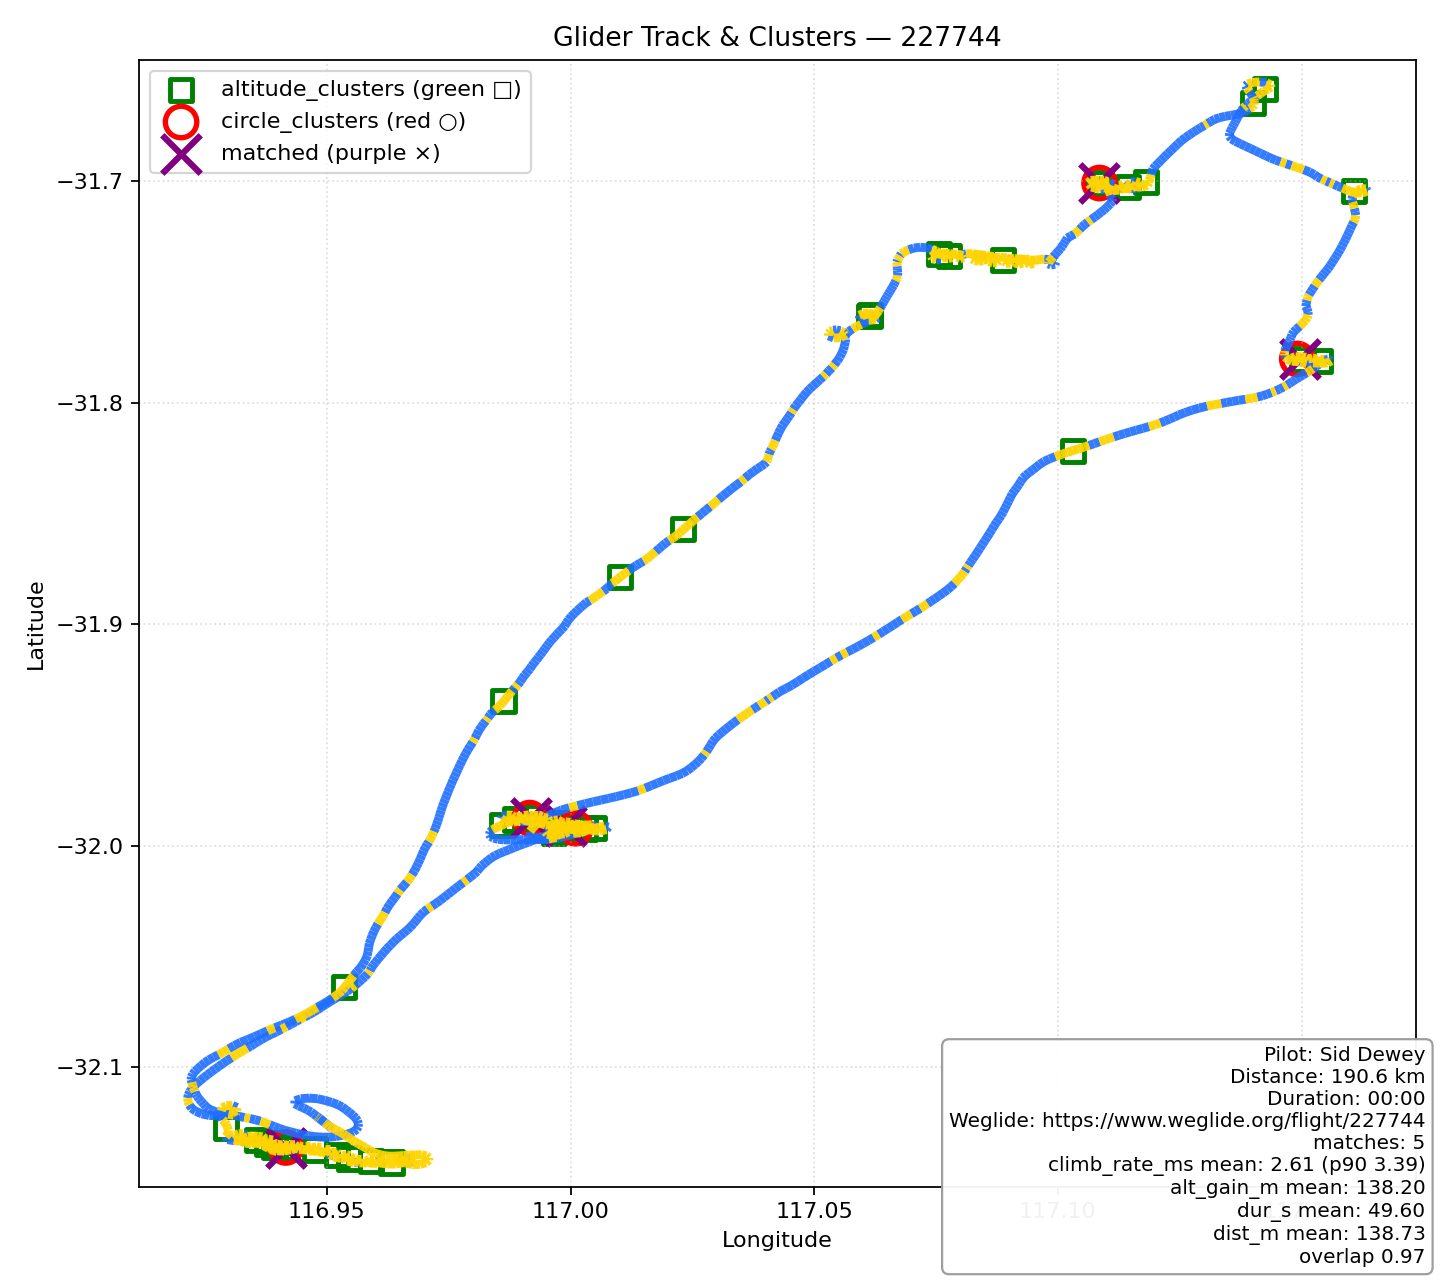 Glider Track & Clusters — 227744
altitude_clusters (green □)
circle_clusters (red ○)
matched (purple ×)
Latitude
−31.7
−31.8
−31.9
−32.0
−32.1
116.95
117.00
117.05
117.10
Longitude
Pilot: Sid Dewey
Distance: 190.6 km
Duration: 00:00
Weglide: https://www.weglide.org/flight/227744
matches: 5
climb_rate_ms mean: 2.61 (p90 3.39)
alt_gain_m mean: 138.20
dur_s mean: 49.60
dist_m mean: 138.73
overlap 0.97